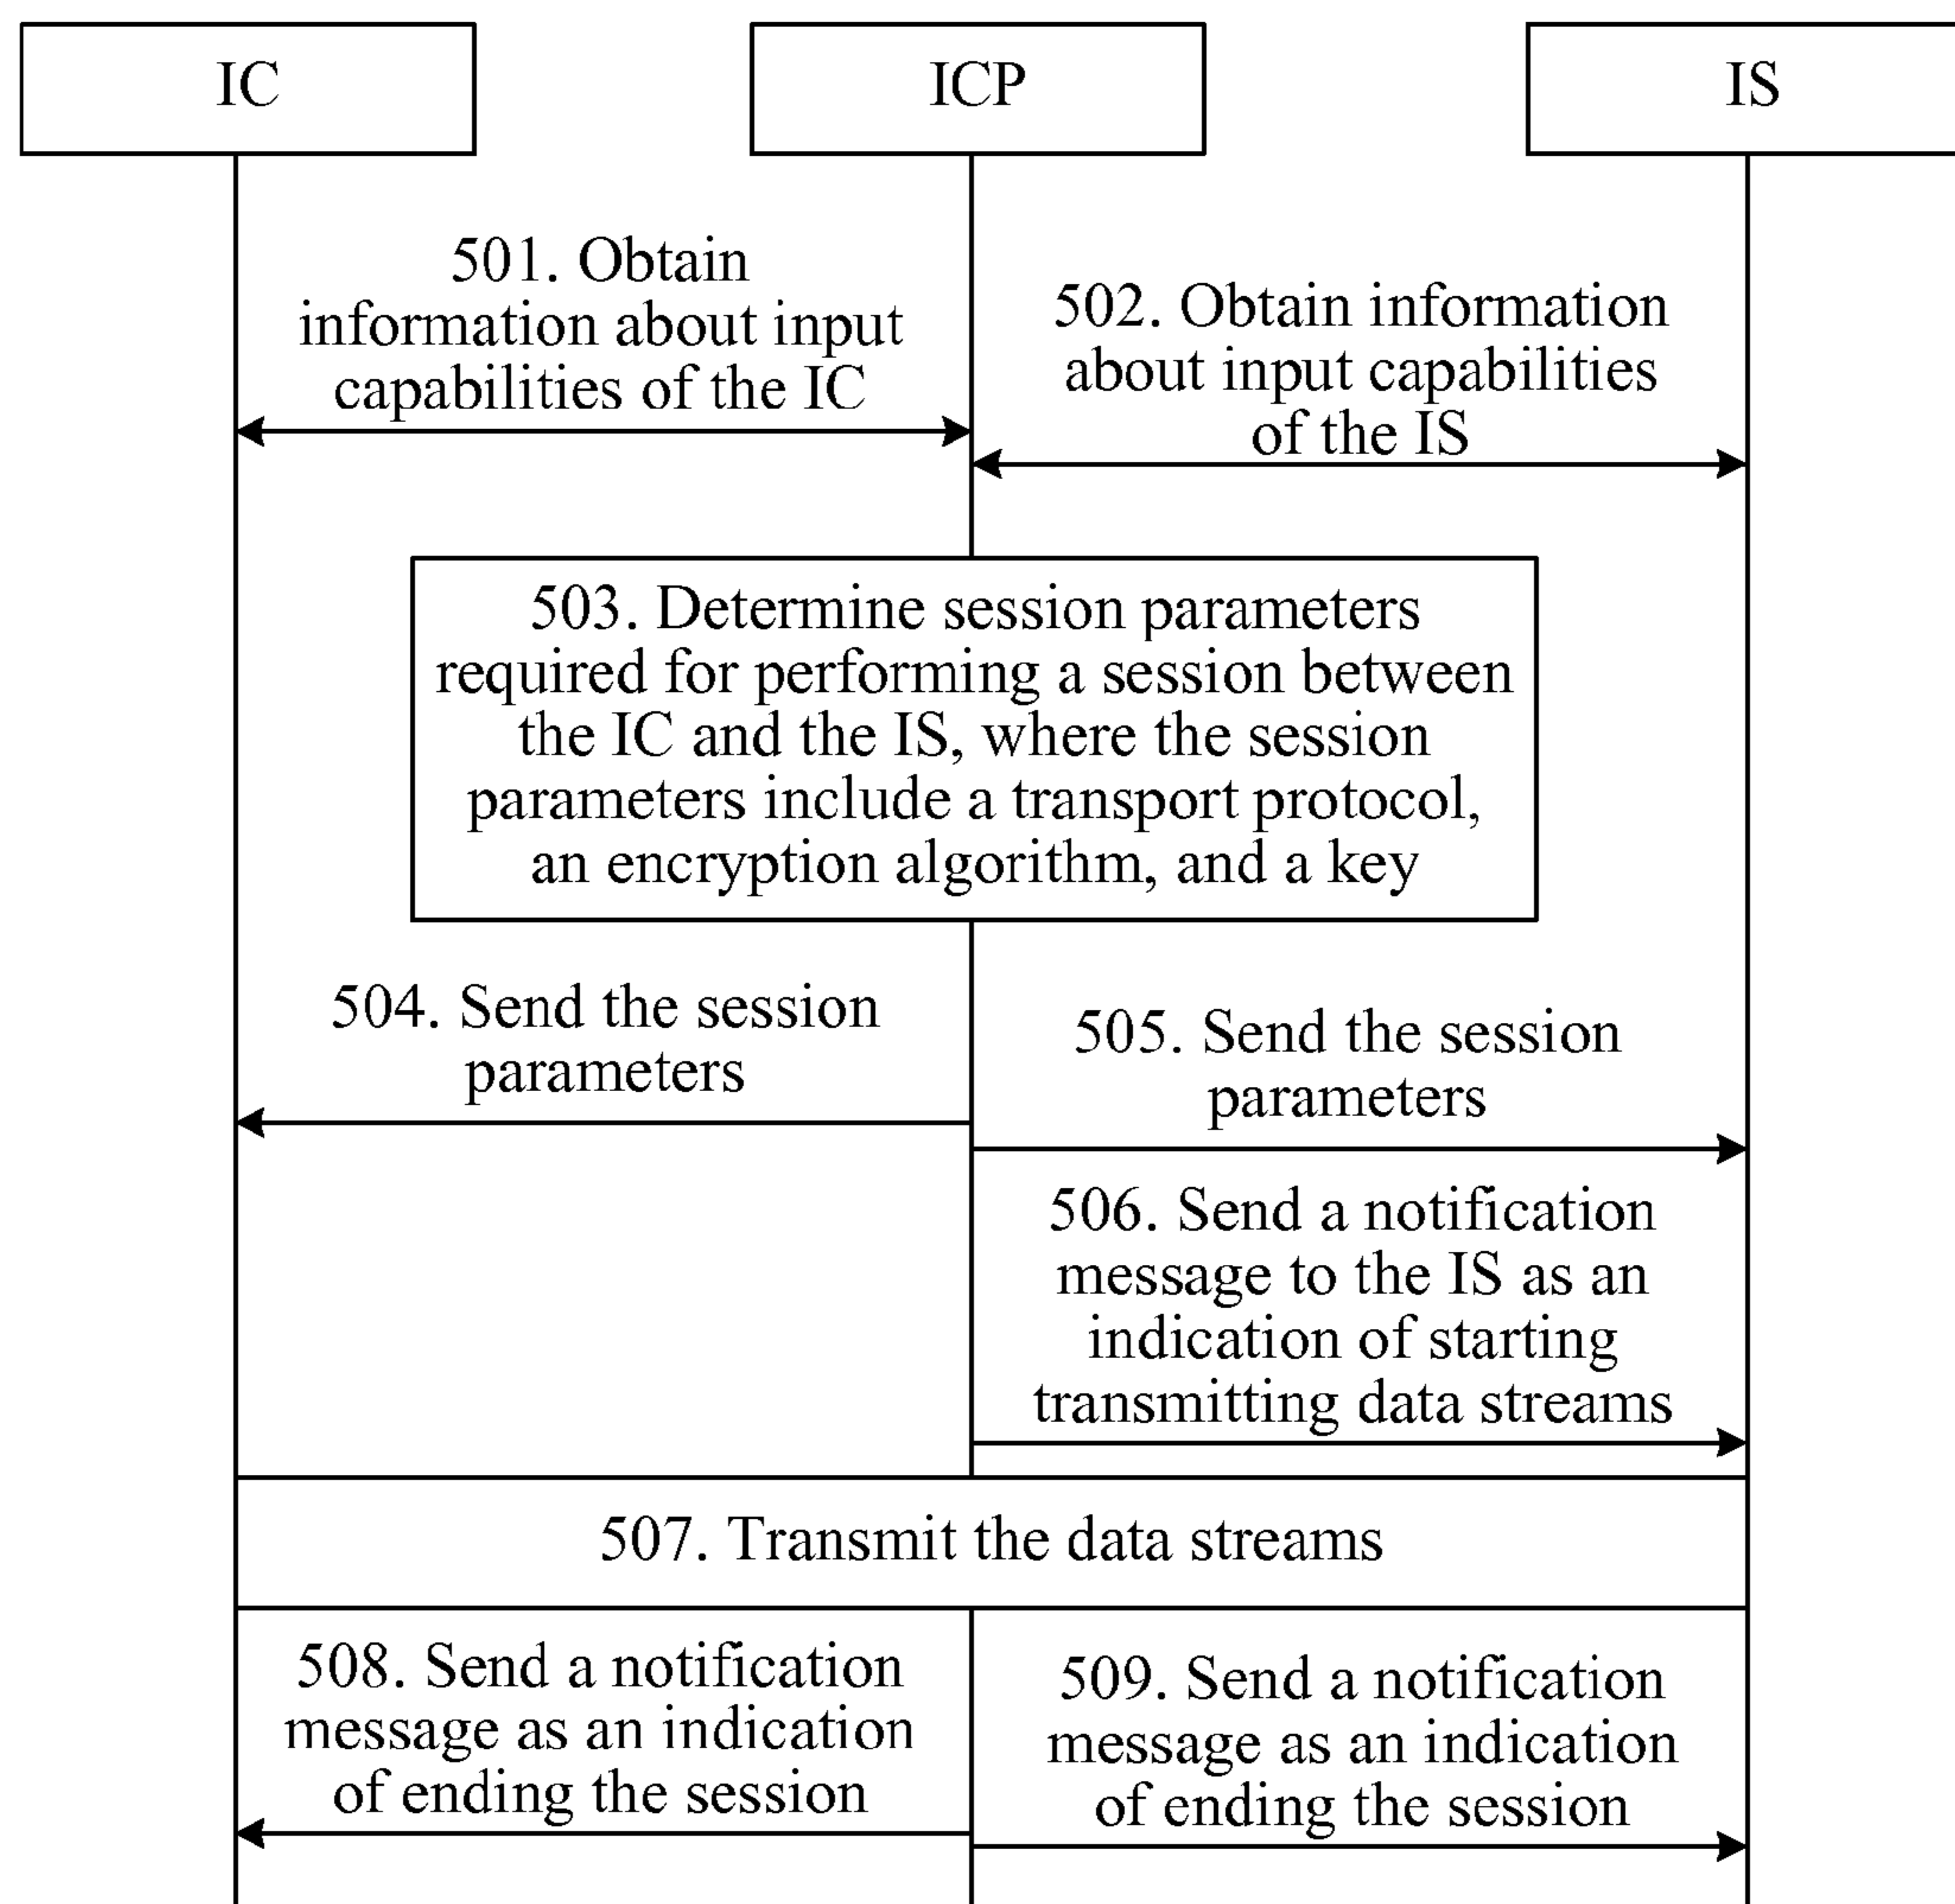 IC
ICP
IS
501. Obtain
information about input
capabilities of the IC
502. Obtain information
about input capabilities
of the IS
503. Determine session parameters
required for performing a session between
the IC and the IS, where the session
parameters include a transport protocol,
an encryption algorithm, and a key
504. Send the session
parameters
505. Send the session
parameters
506. Send a notification
message to the IS as an
indication of starting
transmitting data streams
507. Transmit the data streams
508. Send a notification
message as an indication
of ending the session
509. Send a notification
message as an indication
of ending the session